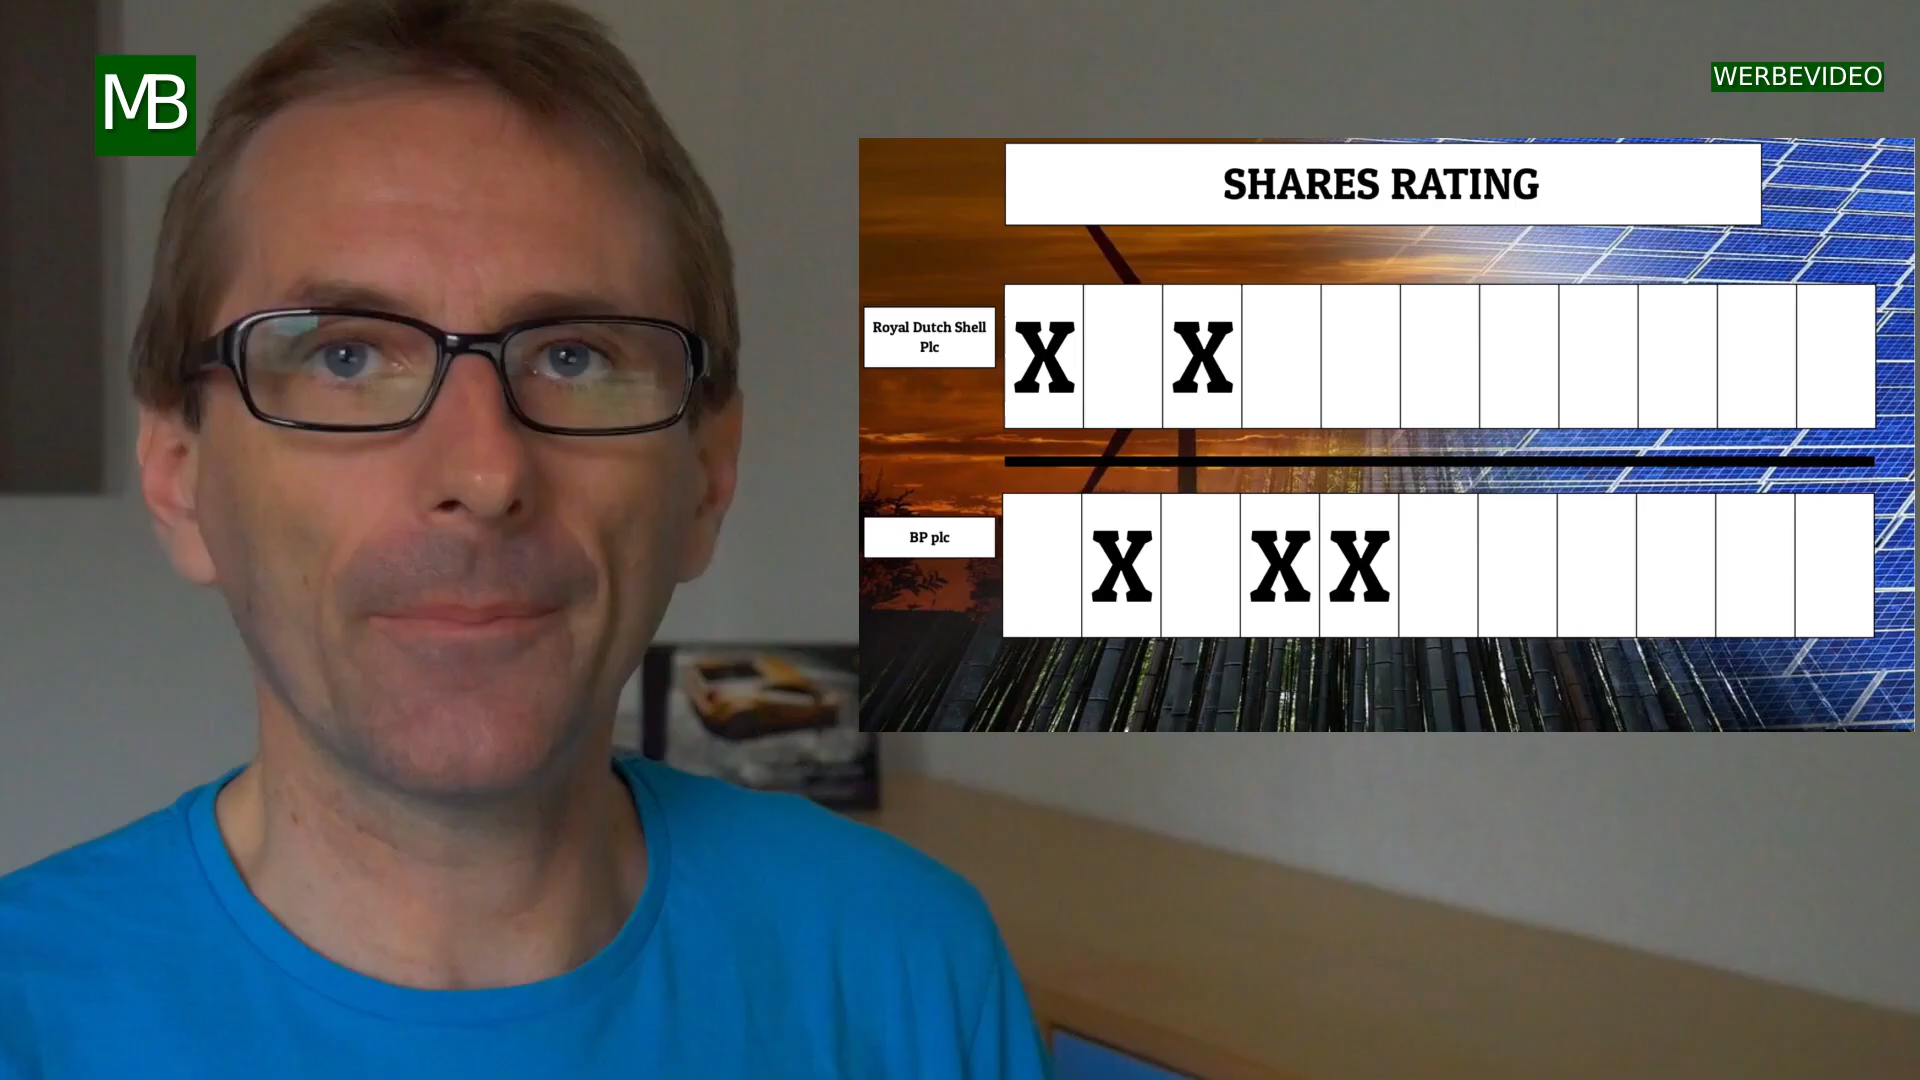 MB
WERBEVIDEO
SHARES RATING
Royal Dutch Shell
Plc
X X
BP plc
X X X